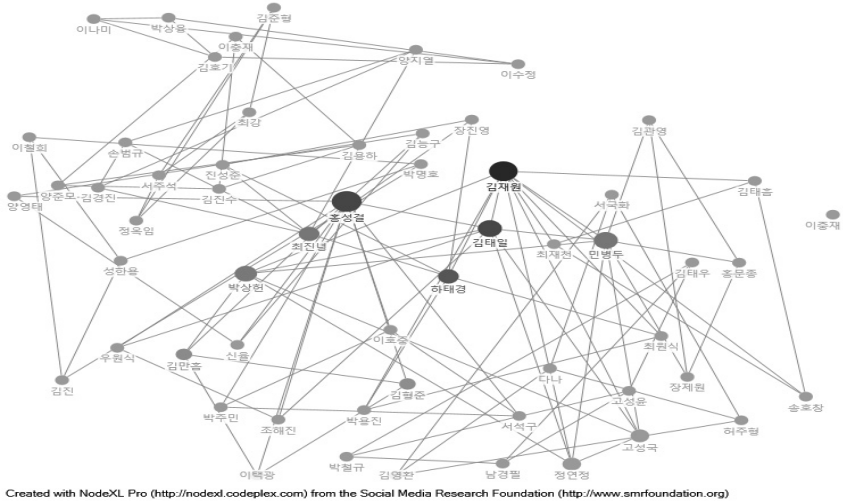 김준형
이나미
박상융
이중재
김호기
양지열
이수정
최강
장진영
김관영
이철희
손범규
김능구
김용하
진성준
박명호
양준모
서주석
김재원
김태흠
양영태
김경진
김진수
서국화
홍성걸
정옥임
이중재
최진녕
김태일
최재천
민병두
성한용
박상헌
하태경
김태우
홍문종
이호중
최원식
우원식
김만흠
신율
다나
장제원
김진
김형준
고성윤
송호창
박주민
조해진
박용진
서석구
허주형
고성국
박철규
이택광
김영찬
남경필
정연정
Created with NodeXL Pro (http://nodexl.codeplex.com) from the Social Media Research Foundation (http://www.smrfoundation.org)